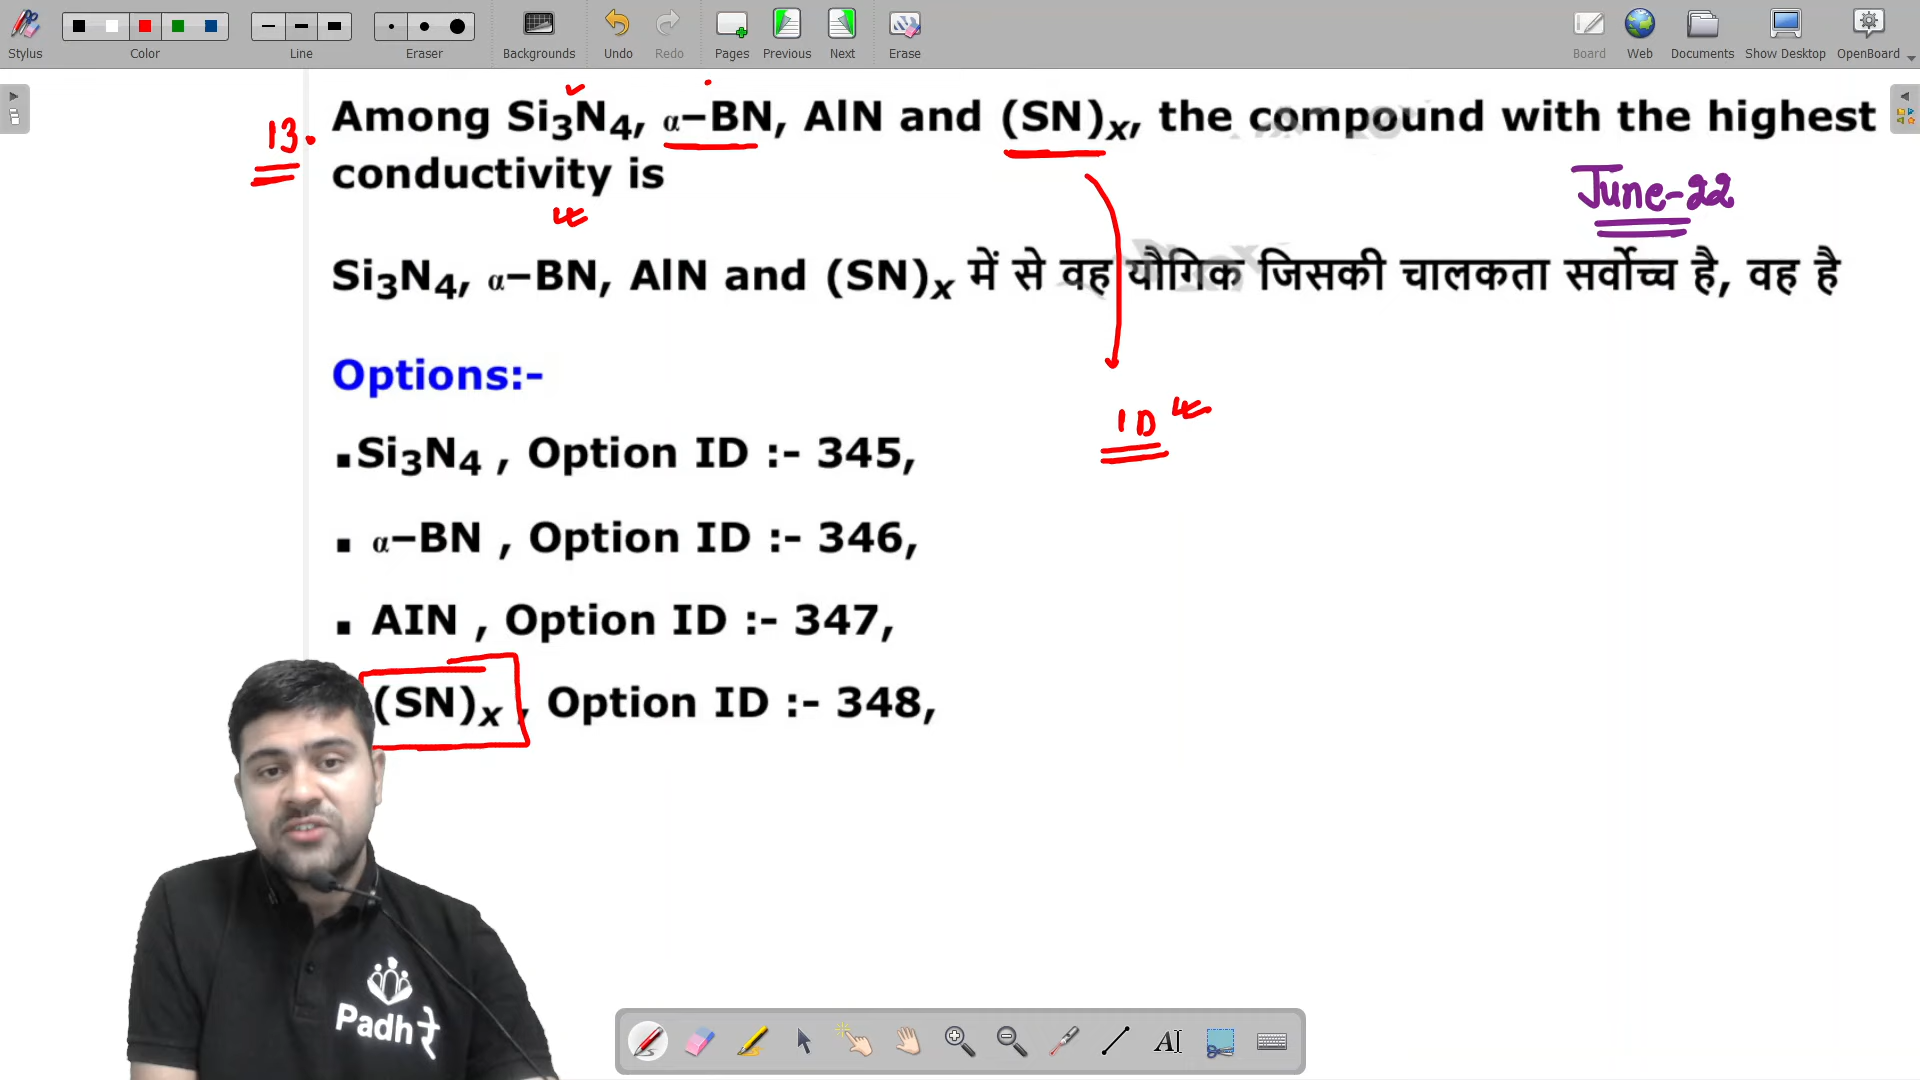 Stylus Color Line Eraser Backgrounds Undo Redo Pages Previous Next Erase Board Web Documents Show Desktop OpenBoard
13. Among Si3N4, α−BN, AlN and (SN)x, the compound with the highest
conductivity is
June-22
Si3N4, α−BN, AlN and (SN)x में से वह यौगिक जिसकी चालकता सर्वोच्च है, वह है
Options:-
1D
▪Si3N4 , Option ID :- 345,
▪ α−BN , Option ID :- 346,
▪ AlN , Option ID :- 347,
(SN)x , Option ID :- 348,
Padhरे